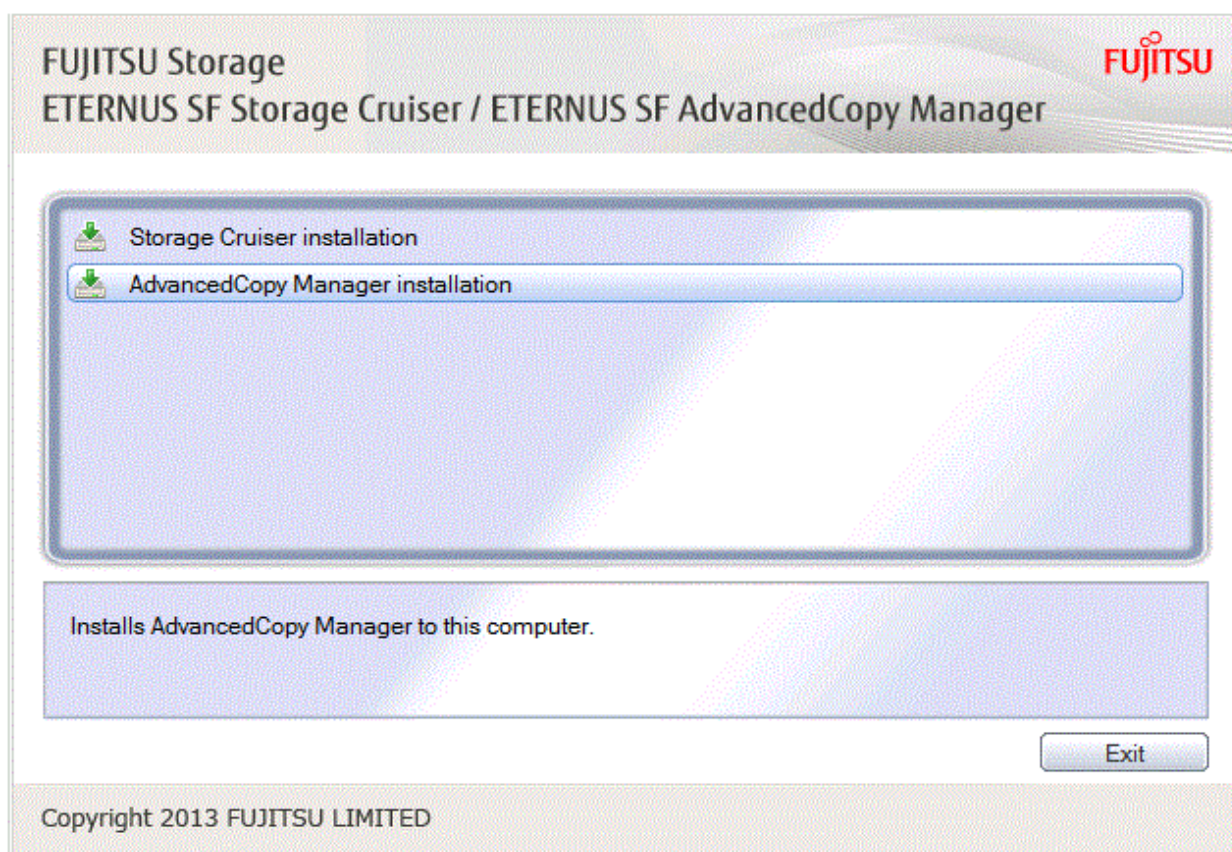 FUJITSU Storage
FUJITSU
ETERNUS SF Storage Cruiser / ETERNUS SF AdvancedCopy Manager
Storage Cruiser installation
AdvancedCopy Manager installation
Installs AdvancedCopy Manager to this computer.
Exit
Copyright 2013 FUJITSU LIMITED